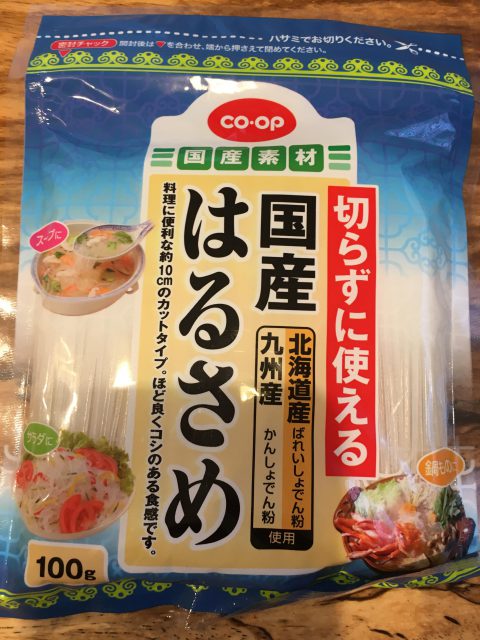 ハサミでお切りください。
密封チャック 開封後は♥を合わせ、端から押さえて閉めてください。
CO・OP
国産素材
切らずに使える
国産
はるさめ
北海道産 ばれいしょでん粉
九州産 かんしょでん粉
使用
料理に便利な約10cmのカットタイプ。ほど良くコシのある食感です。
スープに
サラダに
100g